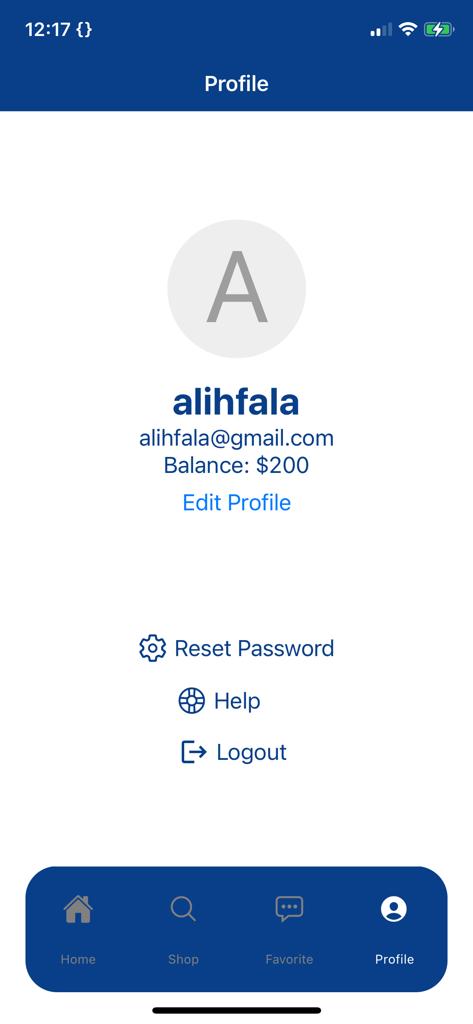 12:17 {}
Profile
A
alihfala
alihfala@gmail.com
Balance: $200
Edit Profile
Reset Password
Help
Logout
Home Shop Favorite Profile